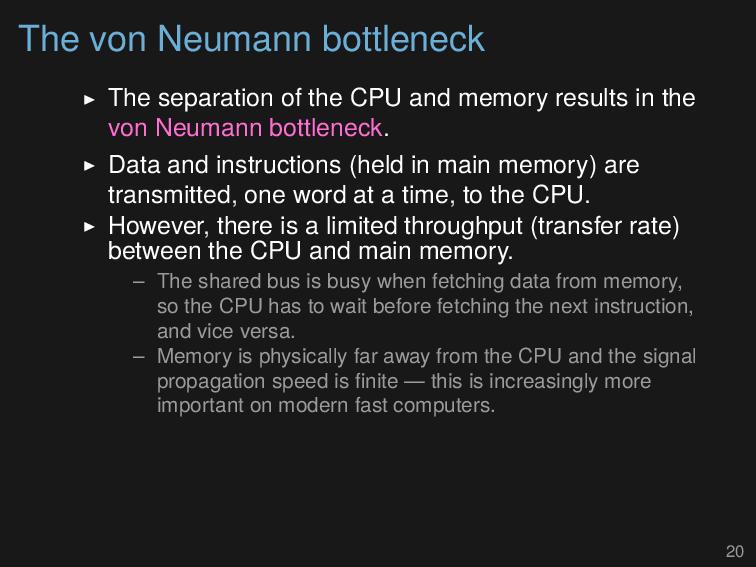 The von Neumann bottleneck
▶ The separation of the CPU and memory results in the
von Neumann bottleneck.
▶ Data and instructions (held in main memory) are
transmitted, one word at a time, to the CPU.
▶ However, there is a limited throughput (transfer rate)
between the CPU and main memory.
– The shared bus is busy when fetching data from memory,
so the CPU has to wait before fetching the next instruction,
and vice versa.
– Memory is physically far away from the CPU and the signal
propagation speed is finite — this is increasingly more
important on modern fast computers.
20